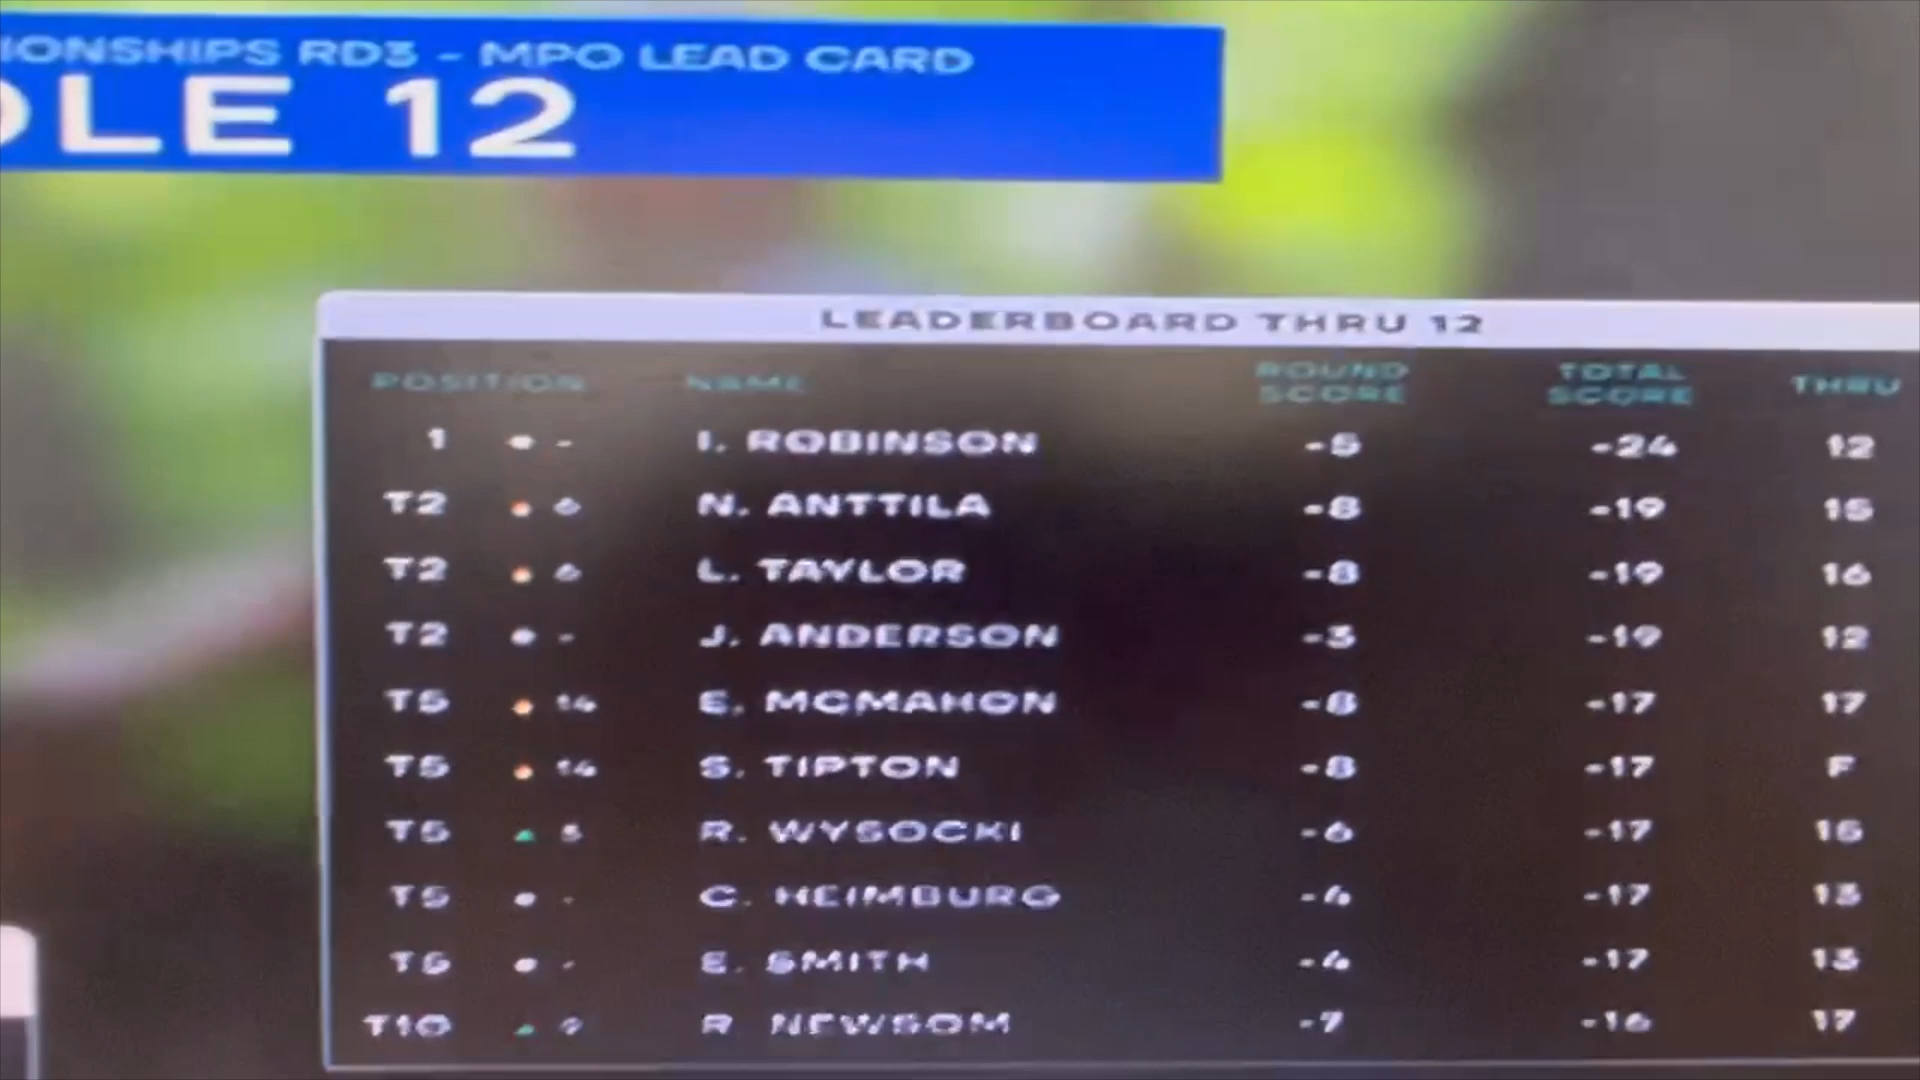 IONSHIPS RD3 - MPO LEAD CARD
OLE 12
LEADERBOARD THRU 12
POSITION NAME ROUND SCORE TOTAL SCORE THRU
1 - I. ROBINSON -5 -24 12
T2 6 N. ANTTILA -8 -19 15
T2 6 L. TAYLOR -8 -19 16
T2 - J. ANDERSON -3 -19 12
T5 14 E. MCMAHON -8 -17 17
T5 14 S. TIPTON -8 -17 F
T5 5 R. WYSOCKI -6 -17 15
T5 - C. HEIMBURG -4 -17 13
T5 - E. SMITH -4 -17 13
T10 9 R NEWSOM -7 -16 17